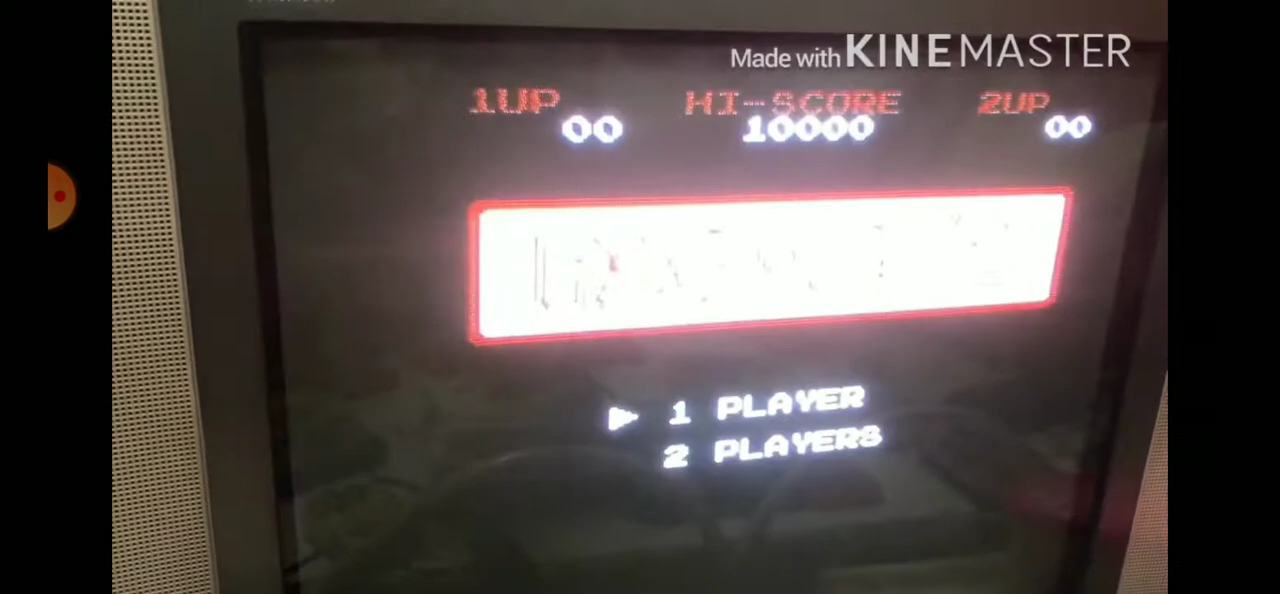 Made with KINEMASTER
1UP HI-SCORE 2UP
00 10000 00
1 PLAYER
2 PLAYERS